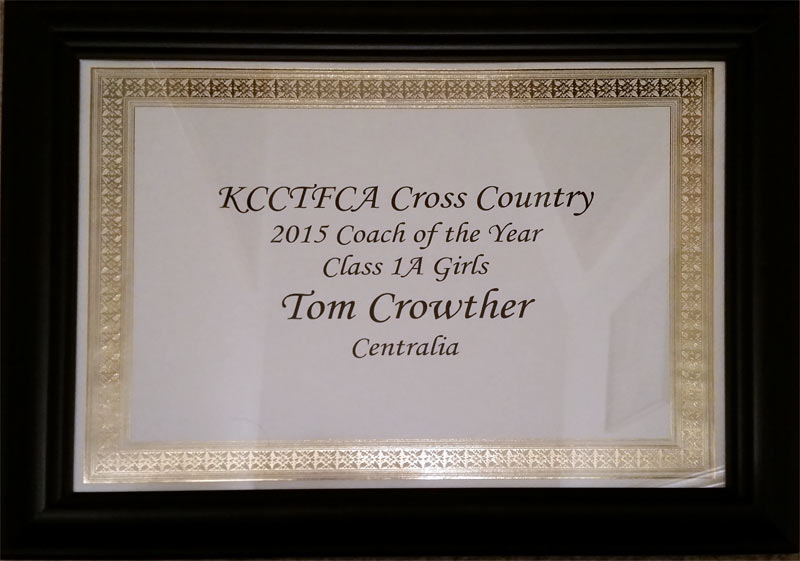 KCCTFCA Cross Country
2015 Coach of the Year
Class 1A Girls
Tom Crowther
Centralia